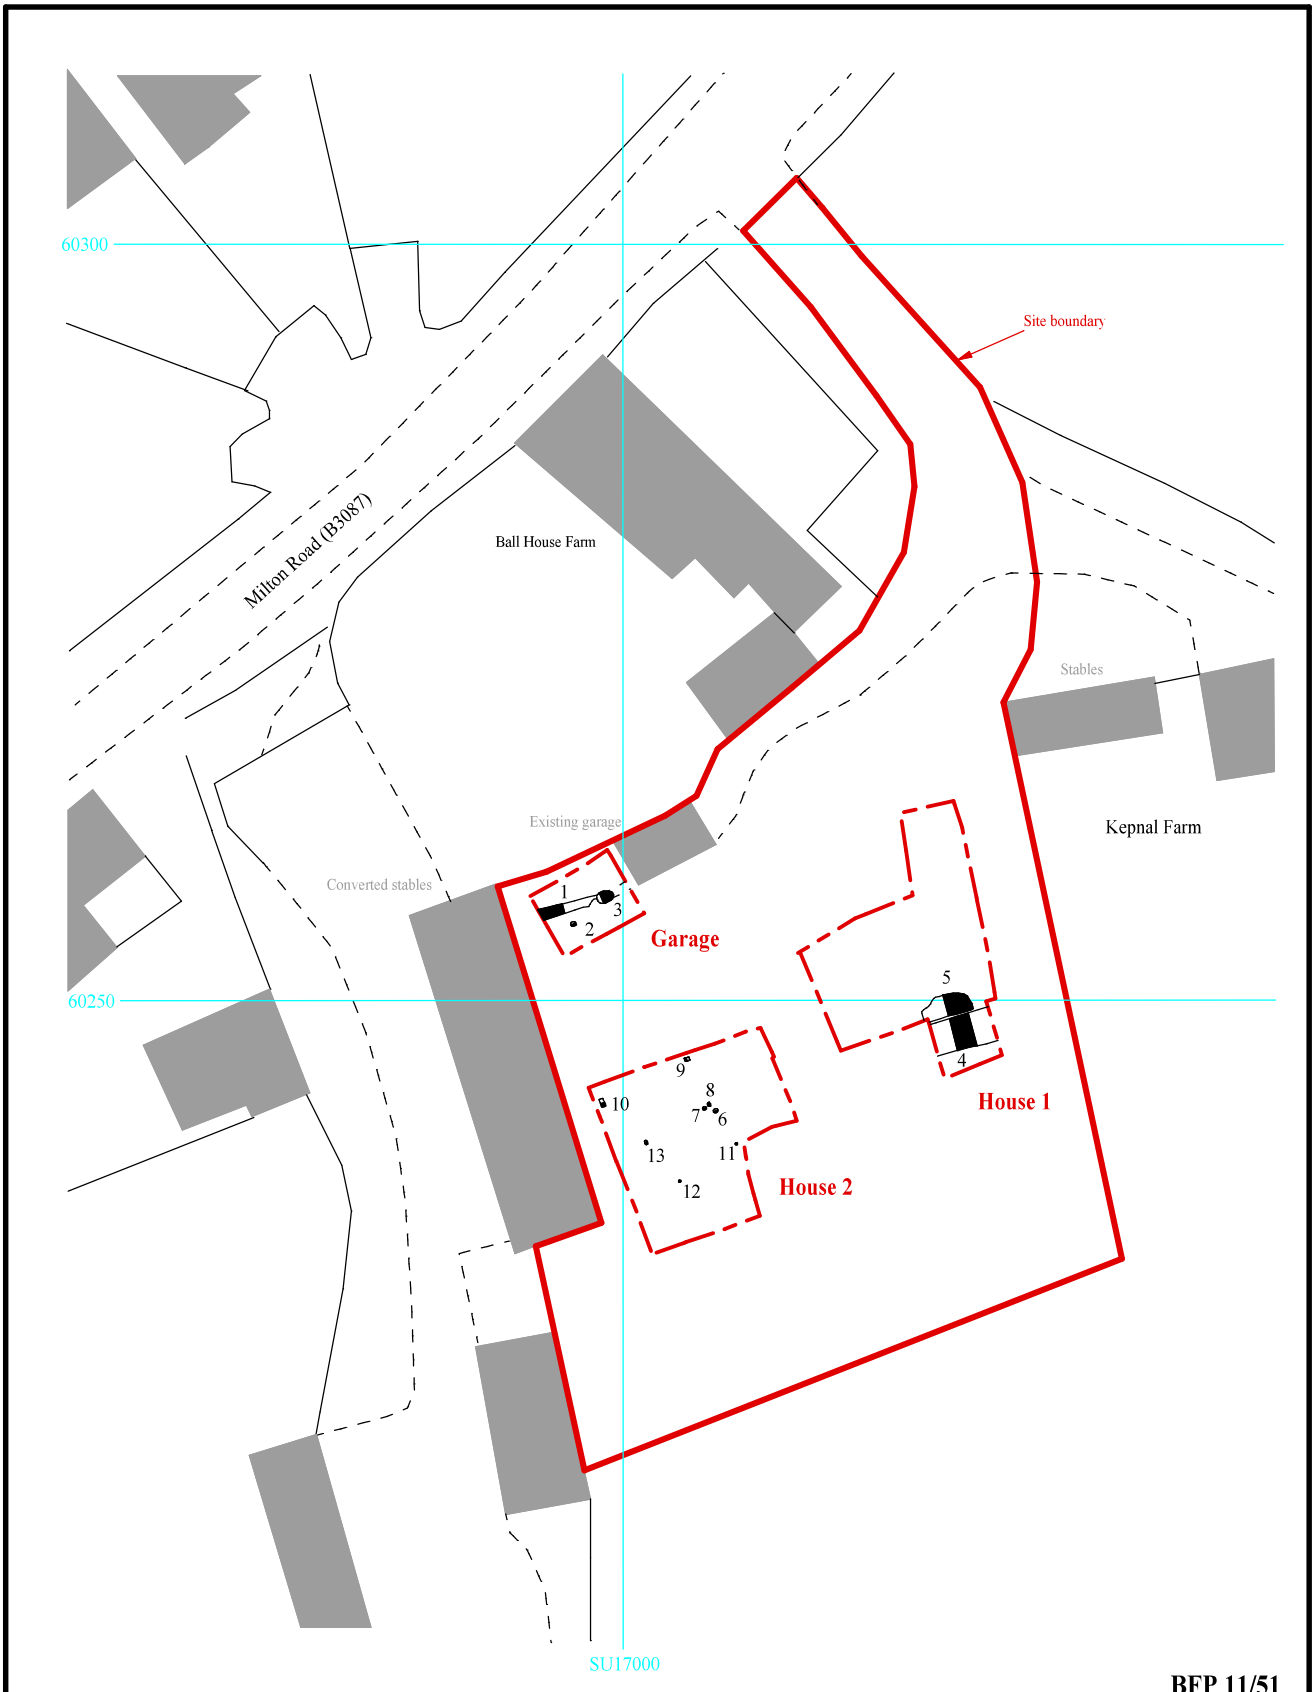 60300
Site boundary
Milton Road (B3087)
Ball House Farm
Stables
Existing garage
Kepnal Farm
Converted stables
1
3
2
Garage
5
60250
4
House 1
9
8
10
7
6
13
11
12
House 2
SU17000
BFP 11/51